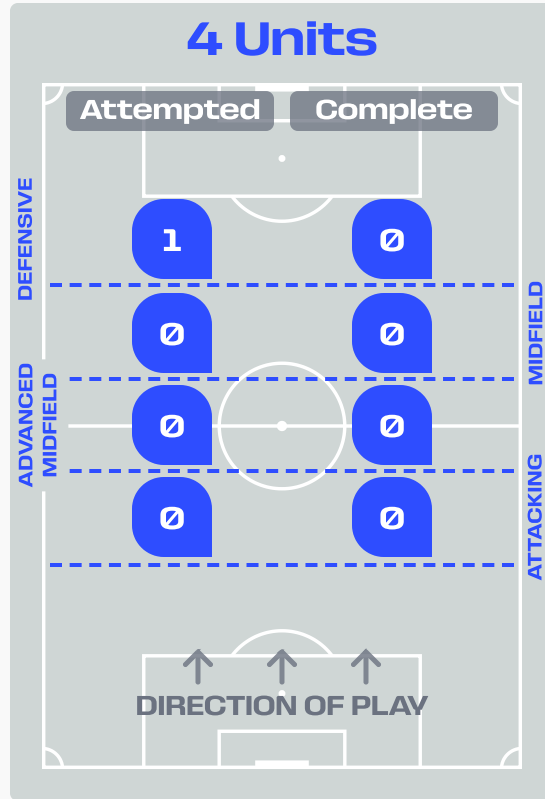 4 Units
Attempted Complete
DEFENSIVE
1 0
0 0
MIDFIELD
ADVANCED
MIDFIELD
0 0
0 0
ATTACKING
DIRECTION OF PLAY